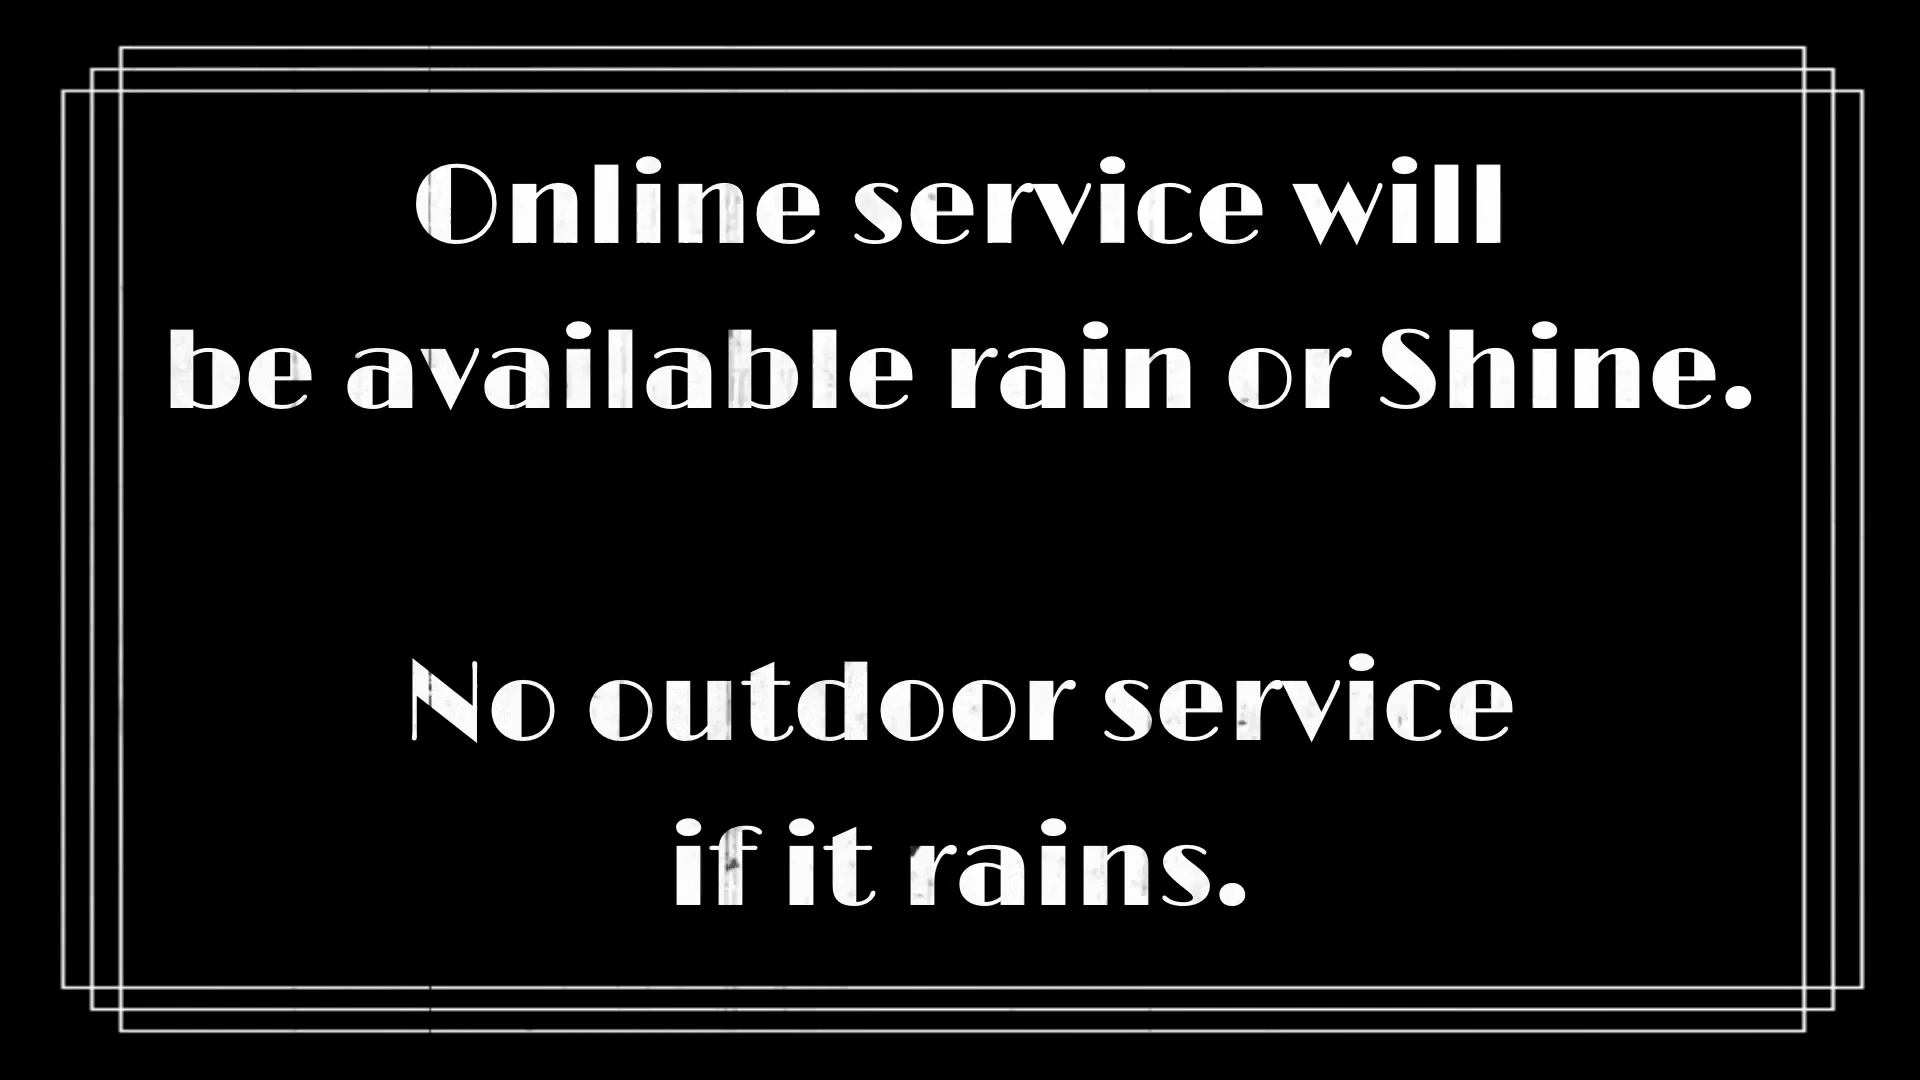 Online service will
be available rain or Shine.
No outdoor service
if it rains.